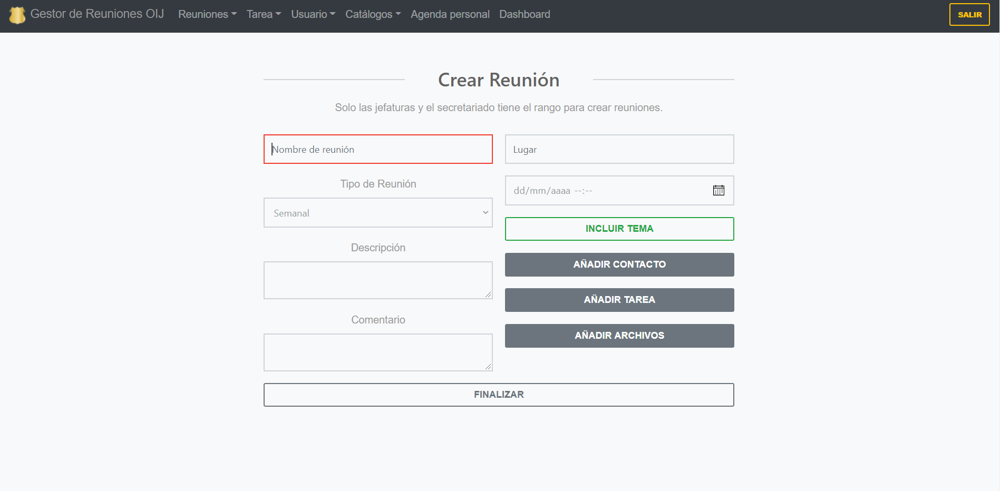 Gestor de Reuniones OIJ Reuniones Tarea Usuario Catálogos Agenda personal Dashboard SALIR
Crear Reunión
Solo las jefaturas y el secretariado tiene el rango para crear reuniones.
Nombre de reunión
Tipo de Reunión
Semanal
Descripción
Comentario
Lugar
dd/mm/aaaa --:--
INCLUIR TEMA
AÑADIR CONTACTO
AÑADIR TAREA
AÑADIR ARCHIVOS
FINALIZAR